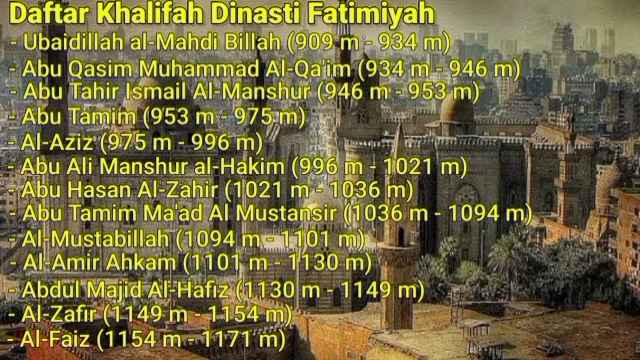 Daftar Khalifah Dinasti Fatimiyah
- Ubaidillah al-Mahdi Billah (909 m - 934 m)
- Abu Qasim Muhammad Al-Qa'im (934 m - 946 m)
- Abu Tahir Ismail Al-Manshur (946 m - 953 m)
- Abu Tamim (953 m - 975 m)
- Al-Aziz (975 m - 996 m)
- Abu Ali Manshur al-Hakim (996 m - 1021 m)
- Abu Hasan Al-Zahir (1021 m - 1036 m)
- Abu Tamim Ma'ad Al Mustansir (1036 m - 1094 m)
- Al-Mustabillah (1094 m - 1101 m)
- Al-Amir Ahkam (1101 m - 1130 m)
- Abdul Majid Al-Hafiz (1130 m - 1149 m)
- Al-Zafir (1149 m - 1154 m)
- Al-Faiz (1154 m - 1171 m)